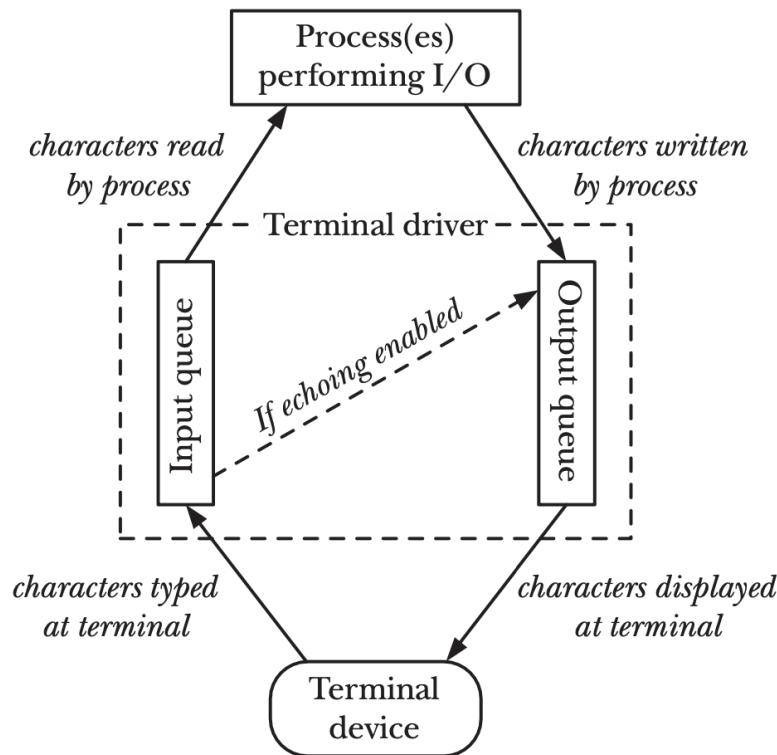 Process(es)
performing I/O
characters read
by process
characters written
by process
Terminal driver
Input queue
If echoing enabled
Output queue
characters typed
at terminal
characters displayed
at terminal
Terminal
device